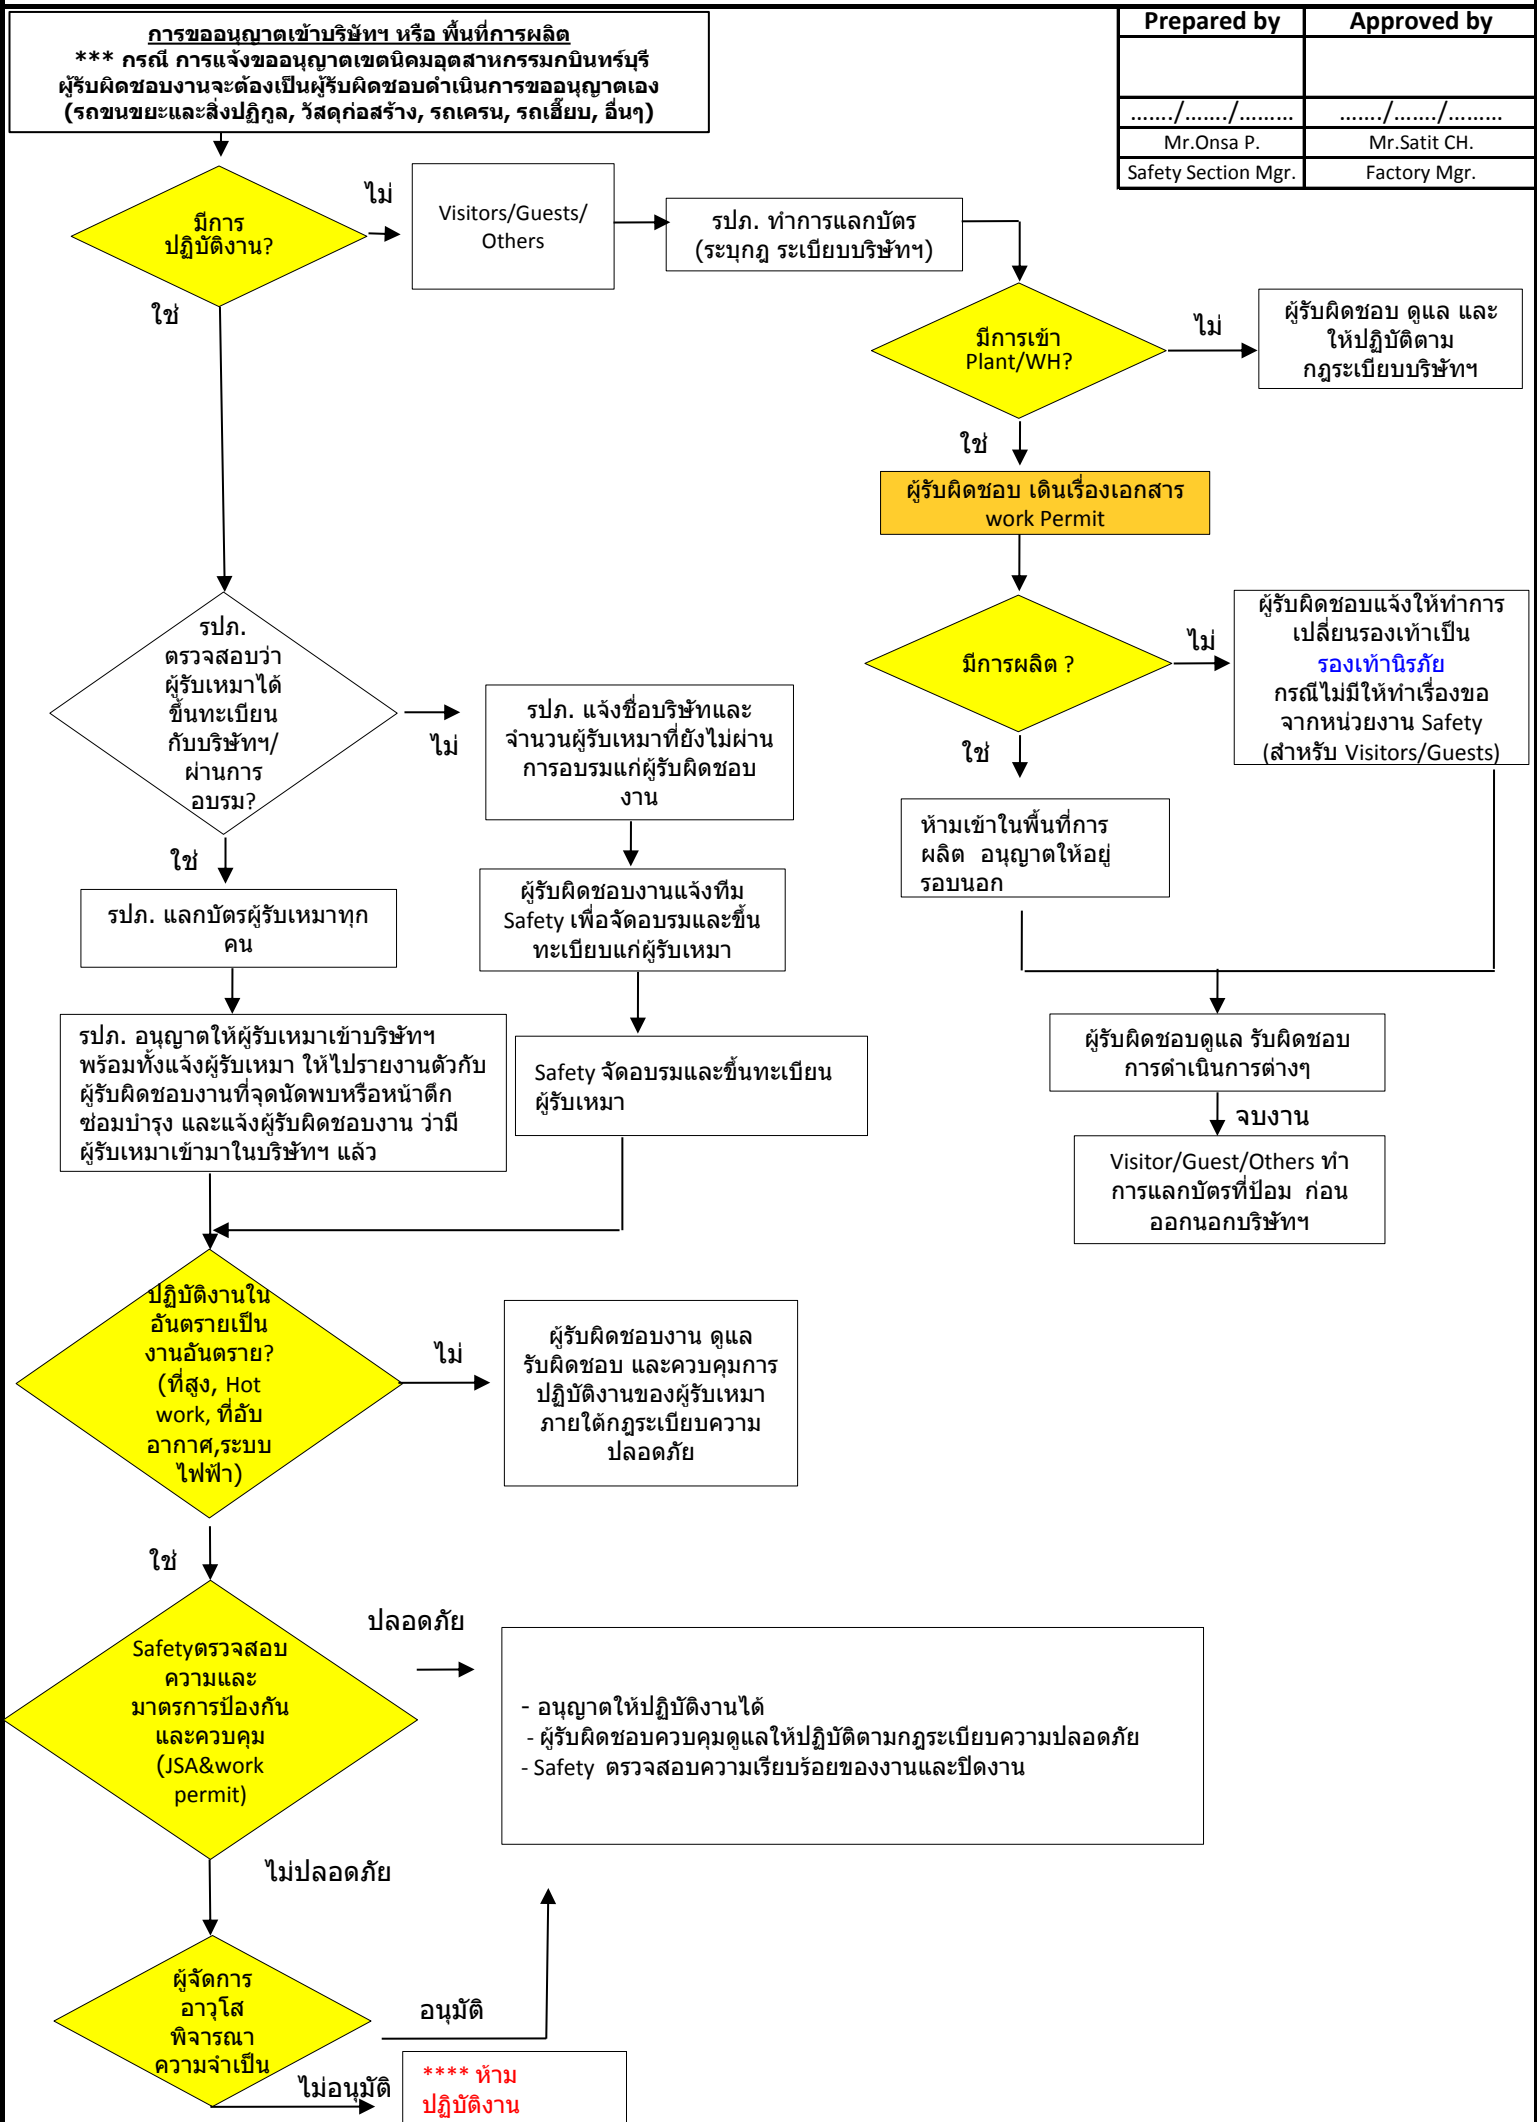 การขออนุญาตเข้าบริษัทฯ หรือ พื้นที่การผลิต
*** กรณี การแจ้งขออนุญาตเขตนิคมอุตสาหกรรมกบินทร์บุรี
ผู้รับผิดชอบงานจะต้องเป็นผู้รับผิดชอบดำเนินการขออนุญาตเอง
(รถขนขยะและสิ่งปฏิกูล, วัสดุก่อสร้าง, รถเครน, รถเฮี๊ยบ, อื่นๆ)
Prepared by
Approved by
......./......./.........
......./......./.........
Mr.Onsa P.
Mr.Satit CH.
Safety Section Mgr.
Factory Mgr.
มีการ
ปฏิบัติงาน?
ไม่
Visitors/Guests/
Others
รปภ. ทำการแลกบัตร
(ระบุกฎ ระเบียบบริษัทฯ)
ใช่
มีการเข้า
Plant/WH?
ไม่
ผู้รับผิดชอบ ดูแล และ
ให้ปฏิบัติตาม
กฎระเบียบบริษัทฯ
ใช่
ผู้รับผิดชอบ เดินเรื่องเอกสาร
work Permit
มีการผลิต ?
ไม่
ผู้รับผิดชอบแจ้งให้ทำการ
เปลี่ยนรองเท้าเป็น
รองเท้านิรภัย
กรณีไม่มีให้ทำเรื่องขอ
จากหน่วยงาน Safety
(สำหรับ Visitors/Guests)
ใช่
ห้ามเข้าในพื้นที่การ
ผลิต อนุญาตให้อยู่
รอบนอก
ผู้รับผิดชอบดูแล รับผิดชอบ
การดำเนินการต่างๆ
จบงาน
Visitor/Guest/Others ทำ
การแลกบัตรที่ป้อม ก่อน
ออกนอกบริษัทฯ
รปภ.
ตรวจสอบว่า
ผู้รับเหมาได้
ขึ้นทะเบียน
กับบริษัทฯ/
ผ่านการ
อบรม?
ไม่
รปภ. แจ้งชื่อบริษัทและ
จำนวนผู้รับเหมาที่ยังไม่ผ่าน
การอบรมแก่ผู้รับผิดชอบ
งาน
ใช่
รปภ. แลกบัตรผู้รับเหมาทุก
คน
ผู้รับผิดชอบงานแจ้งทีม
Safety เพื่อจัดอบรมและขึ้น
ทะเบียบแก่ผู้รับเหมา
รปภ. อนุญาตให้ผู้รับเหมาเข้าบริษัทฯ
พร้อมทั้งแจ้งผู้รับเหมา ให้ไปรายงานตัวกับ
ผู้รับผิดชอบงานที่จุดนัดพบหรือหน้าตึก
ซ่อมบำรุง และแจ้งผู้รับผิดชอบงาน ว่ามี
ผู้รับเหมาเข้ามาในบริษัทฯ แล้ว
Safety จัดอบรมและขึ้นทะเบียน
ผู้รับเหมา
ปฏิบัติงานใน
อันตรายเป็น
งานอันตราย?
(ที่สูง, Hot
work, ที่อับ
อากาศ,ระบบ
ไฟฟ้า)
ไม่
ผู้รับผิดชอบงาน ดูแล
รับผิดชอบ และควบคุมการ
ปฏิบัติงานของผู้รับเหมา
ภายใต้กฎระเบียบความ
ปลอดภัย
ใช่
Safetyตรวจสอบ
ความและ
มาตรการป้องกัน
และควบคุม
(JSA&work
permit)
ปลอดภัย
- อนุญาตให้ปฏิบัติงานได้
- ผู้รับผิดชอบควบคุมดูแลให้ปฏิบัติตามกฎระเบียบความปลอดภัย
- Safety ตรวจสอบความเรียบร้อยของงานและปิดงาน
ไม่ปลอดภัย
ผู้จัดการ
อาวุโส
พิจารณา
ความจำเป็น
อนุมัติ
ไม่อนุมัติ
**** ห้าม
ปฏิบัติงาน